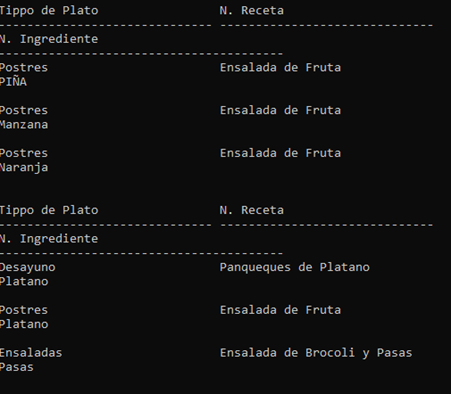 Tippo de Plato N. Receta
---------------------------- ----------------------------
N. Ingrediente
--------------------------------------
Postres Ensalada de Fruta
PIÑA
Postres Ensalada de Fruta
Manzana
Postres Ensalada de Fruta
Naranja
Tippo de Plato N. Receta
---------------------------- ----------------------------
N. Ingrediente
--------------------------------------
Desayuno Panqueques de Platano
Platano
Postres Ensalada de Fruta
Platano
Ensaladas Ensalada de Brocoli y Pasas
Pasas